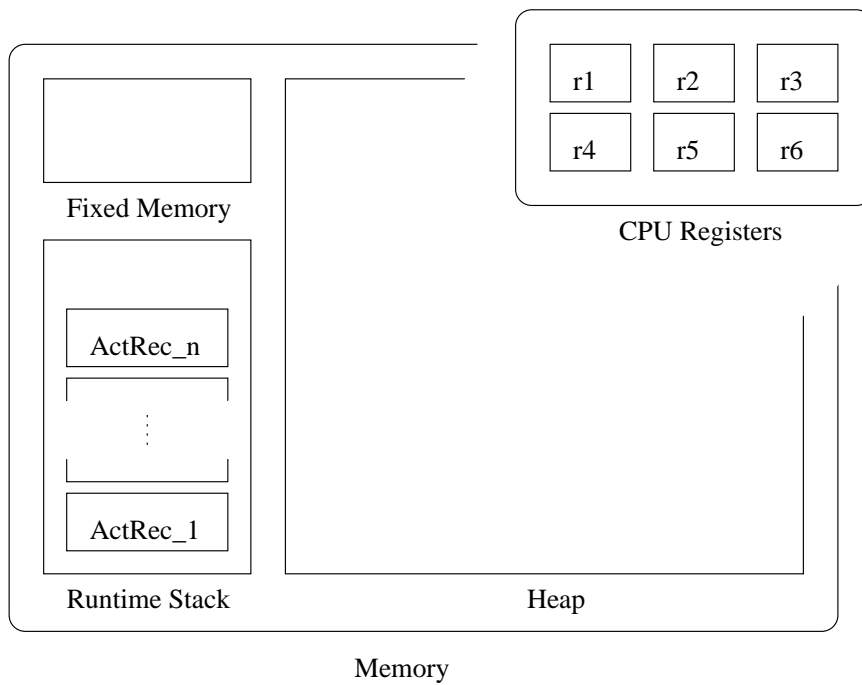 r1 r2 r3
r4 r5 r6
CPU Registers
Fixed Memory
ActRec_n
ActRec_1
Runtime Stack
Heap
Memory